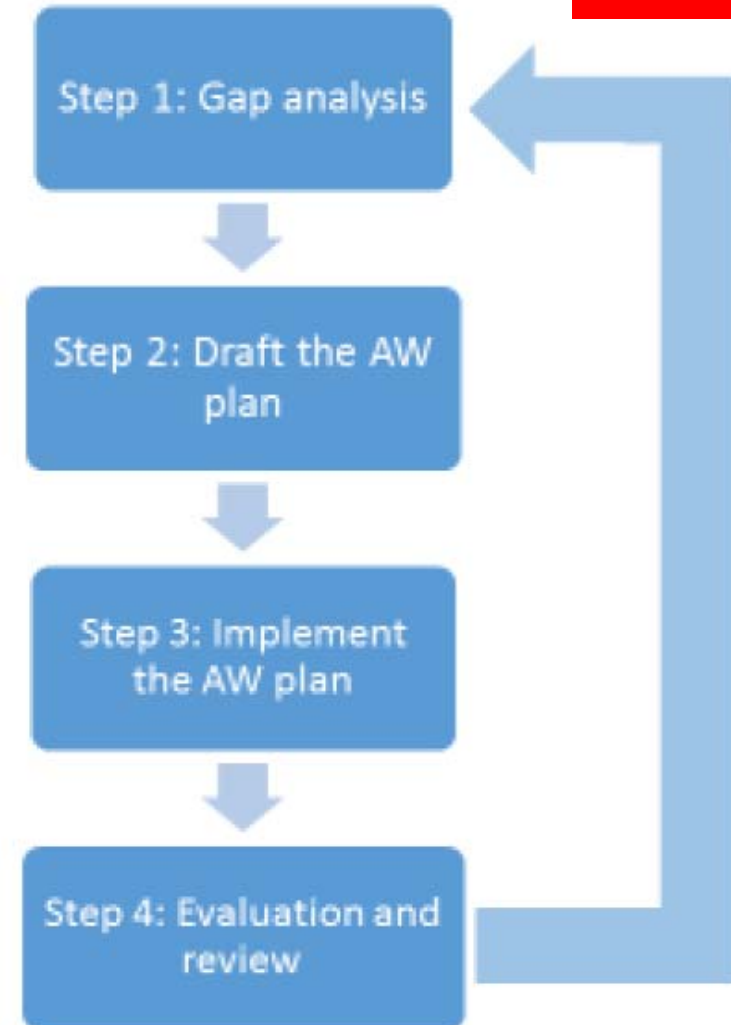 Step 1: Gap analysis
Step 2: Draft the AW
plan
Step 3: Implement
the AW plan
Step 4: Evaluation and
review